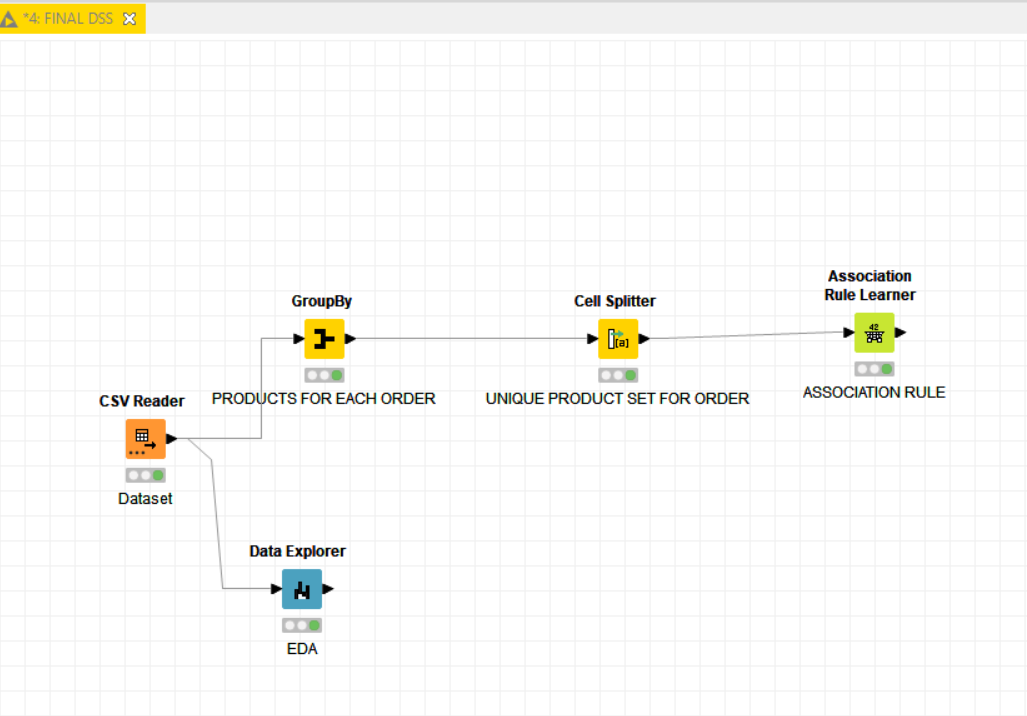 *4: FINAL DSS
Association
Rule Learner
GroupBy
Cell Splitter
42
[a]
PRODUCTS FOR EACH ORDER
UNIQUE PRODUCT SET FOR ORDER
ASSOCIATION RULE
CSV Reader
Dataset
Data Explorer
EDA